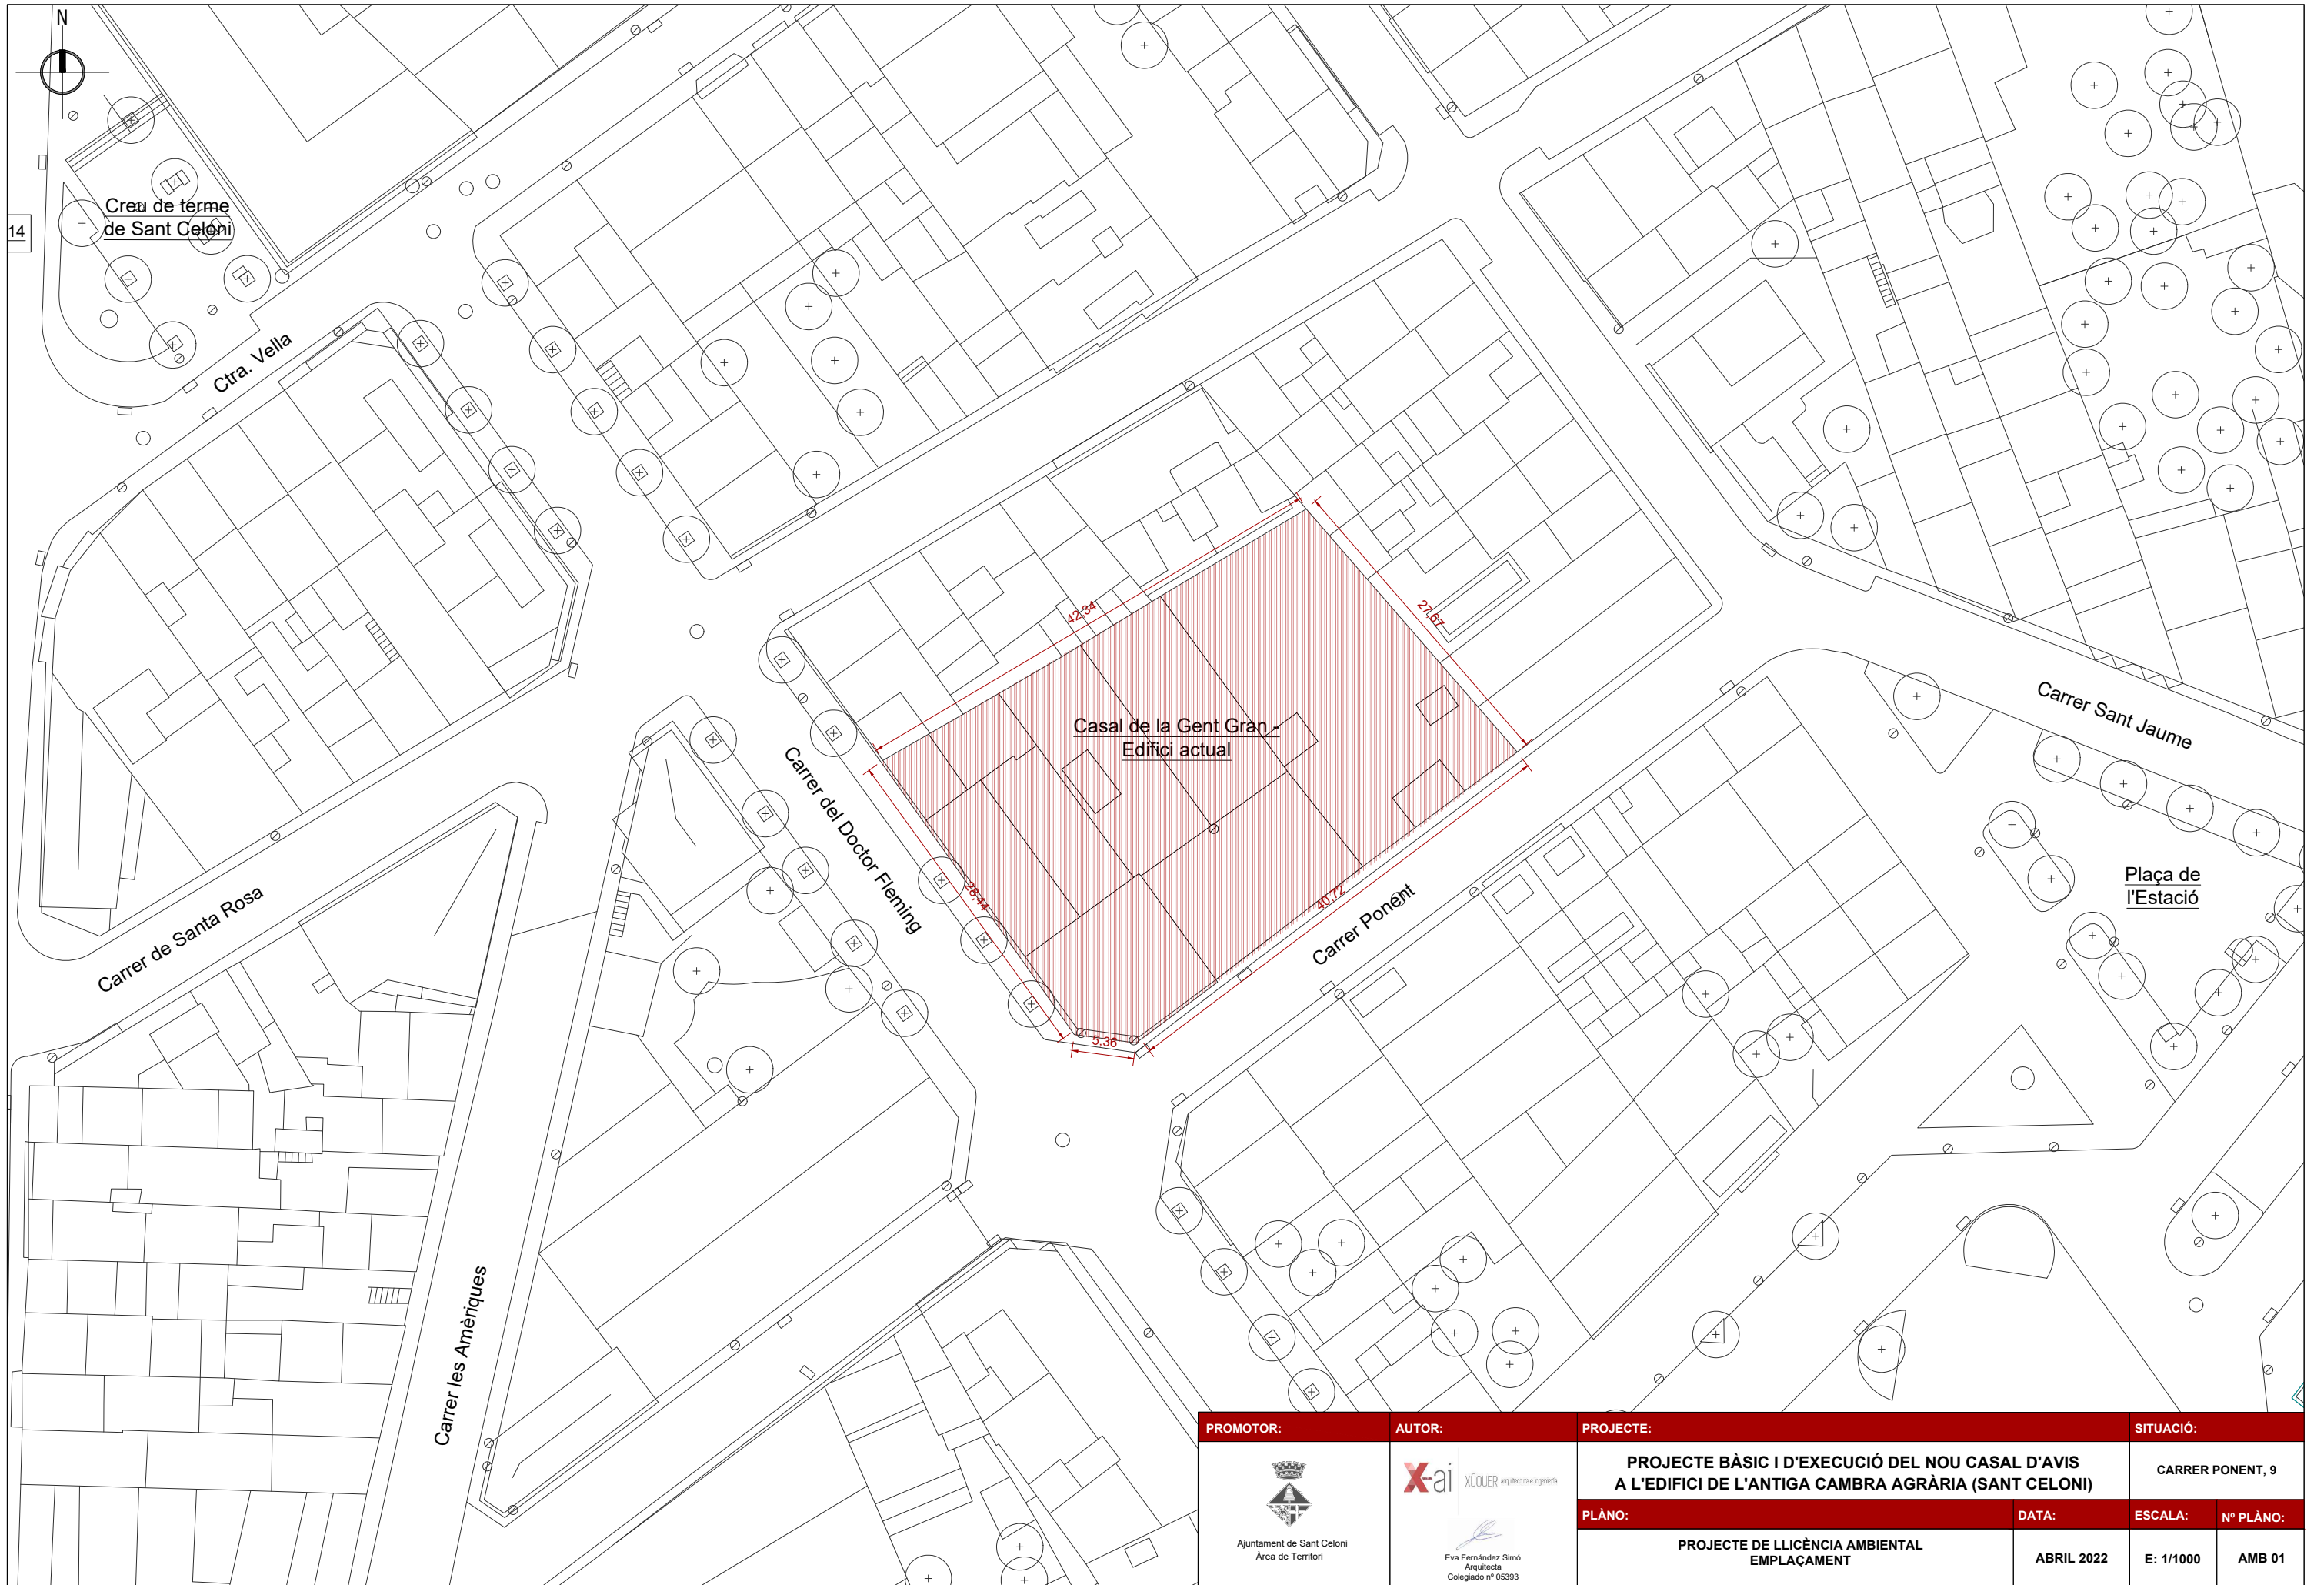 N
14
Creu de terme
de Sant Celoni
Ctra. Vella
42,34
27,67
Casal de la Gent Gran -
Edifici actual
Carrer Sant Jaume
Carrer del Doctor Fleming
28,44
40,72
Carrer Ponent
5,36
Plaça de
l'Estació
Carrer de Santa Rosa
Carrer les Amèriques
PROMOTOR:
Ajuntament de Sant Celoni
Àrea de Territori
AUTOR:
X-ai
XÚQUER arquitectura e ingeniería
Eva Fernández Simó
Arquitecta
Colegiado nº 05393
PROJECTE:
PROJECTE BÀSIC I D'EXECUCIÓ DEL NOU CASAL D'AVIS
A L'EDIFICI DE L'ANTIGA CAMBRA AGRÀRIA (SANT CELONI)
SITUACIÓ:
CARRER PONENT, 9
PLÀNO:
PROJECTE DE LLICÈNCIA AMBIENTAL
EMPLAÇAMENT
DATA:
ABRIL 2022
ESCALA:
E: 1/1000
Nº PLÀNO:
AMB 01